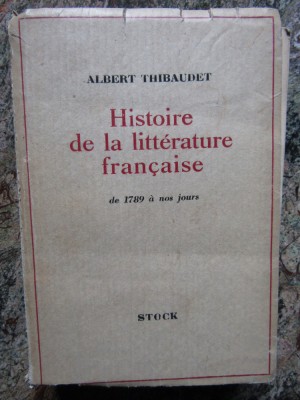 ALBERT THIBAUDET
Histoire
de la littérature
française
de 1789 à nos jours
STOCK